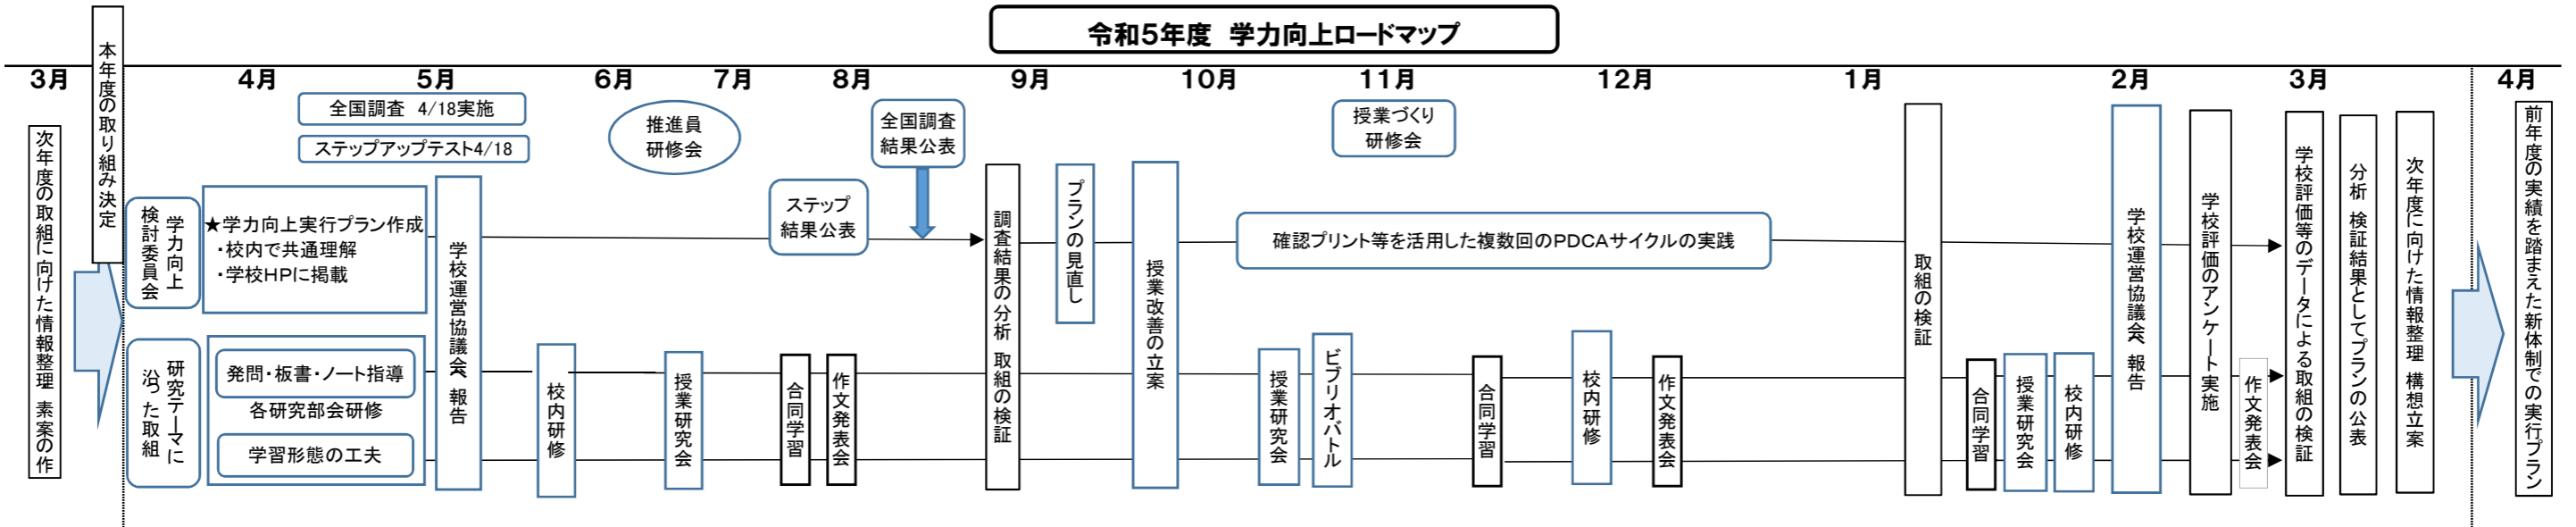 令和5年度 学力向上ロードマップ
3月
4月
5月
6月
7月
8月
9月
10月
11月
12月
1月
2月
3月
4月
次年度の取組に向けた情報整理 素案の作
本年度の取り組み決定
全国調査 4/18実施
ステップアップテスト4/18
学力向上
検討委員会
★学力向上実行プラン作成
・校内で共通理解
・学校HPに掲載
研究テーマに
沿った取組
発問・板書・ノート指導
各研究部会研修
学習形態の工夫
学校運営協議会へ報告
校内研修
推進員
研修会
授業研究会
ステップ
結果公表
合同学習
作文発表会
全国調査
結果公表
調査結果の分析 取組の検証
プランの見直し
授業改善の立案
授業づくり
研修会
確認プリント等を活用した複数回のPDCAサイクルの実践
授業研究会
ビブリオバトル
合同学習
校内研修
作文発表会
取組の検証
合同学習
授業研究会
校内研修
学校運営協議会へ報告
学校評価のアンケート実施
作文発表会
学校評価等のデータによる取組の検証
分析 検証結果としてプランの公表
次年度に向けた情報整理 構想立案
前年度の実績を踏まえた新体制での実行プラン